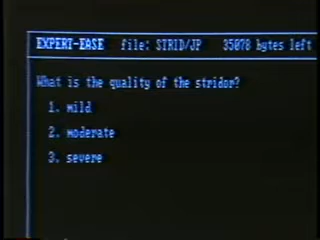 EXPERT-EASE file: STRID/JP 35078 bytes left
What is the quality of the stridor?
1. mild
2. moderate
3. severe